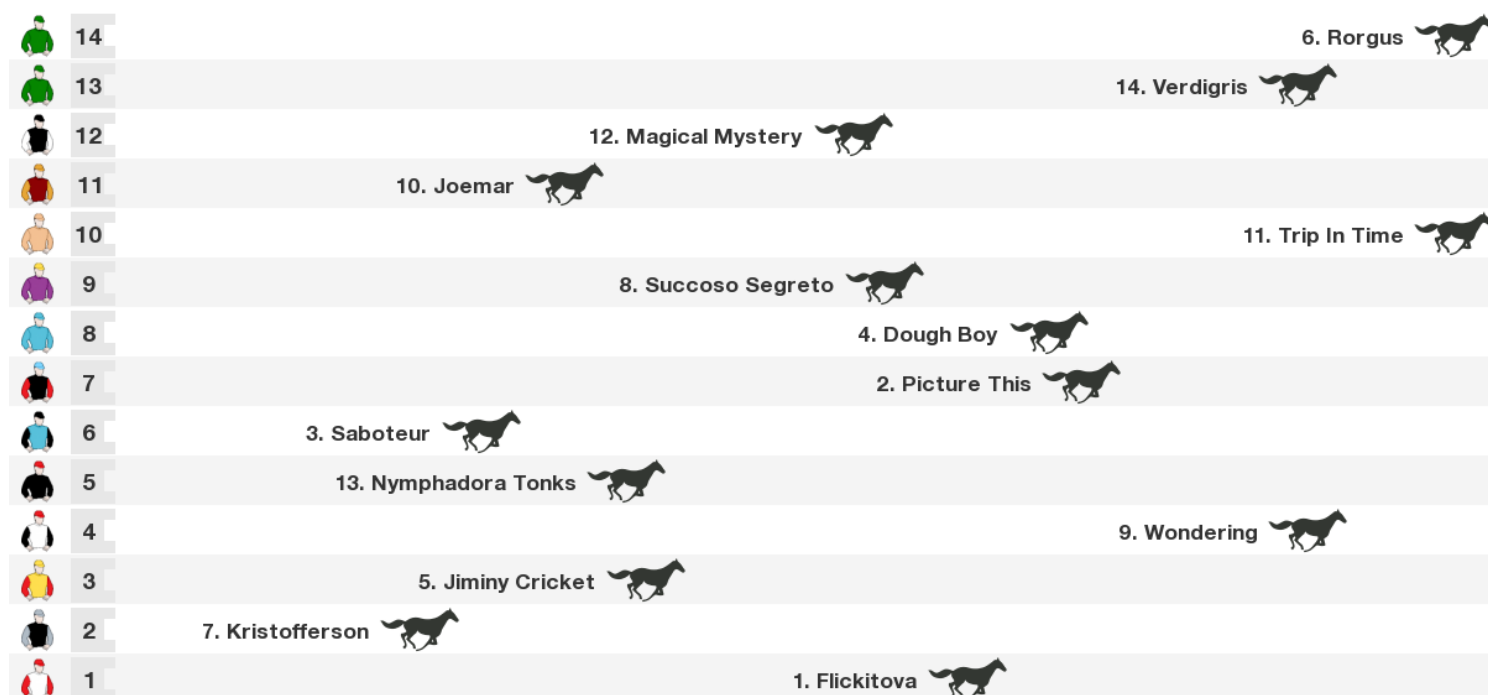 14 6. Rorgus
13 14. Verdigris
12 12. Magical Mystery
11 10. Joemar
10 11. Trip In Time
9 8. Succoso Segreto
8 4. Dough Boy
7 2. Picture This
6 3. Saboteur
5 13. Nymphadora Tonks
4 9. Wondering
3 5. Jiminy Cricket
2 7. Kristofferson
1 1. Flickitova